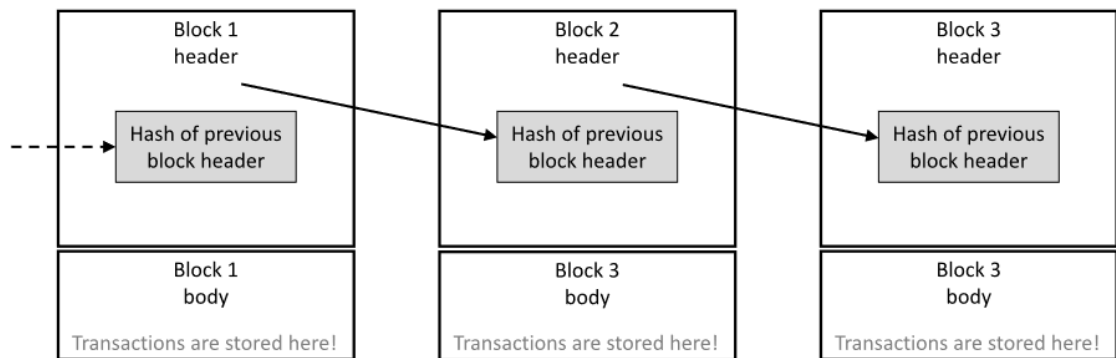 Block 1
header
Hash of previous
block header
Block 1
body
Transactions are stored here!
Block 2
header
Hash of previous
block header
Block 3
body
Transactions are stored here!
Block 3
header
Hash of previous
block header
Block 3
body
Transactions are stored here!